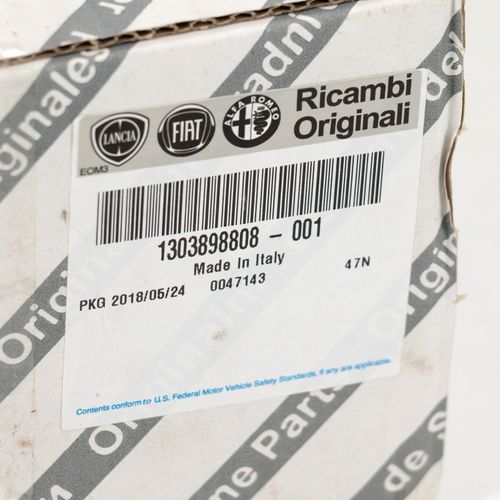 LANCIA
FIAT
ALFA ROMEO
Ricambi
Originali
EOM3
1303898808 - 001
Made In Italy
47N
PKG 2018/05/24
0047143
Contents conform to U.S. Federal Motor Vehicle Safety Standards, if any are applicable.